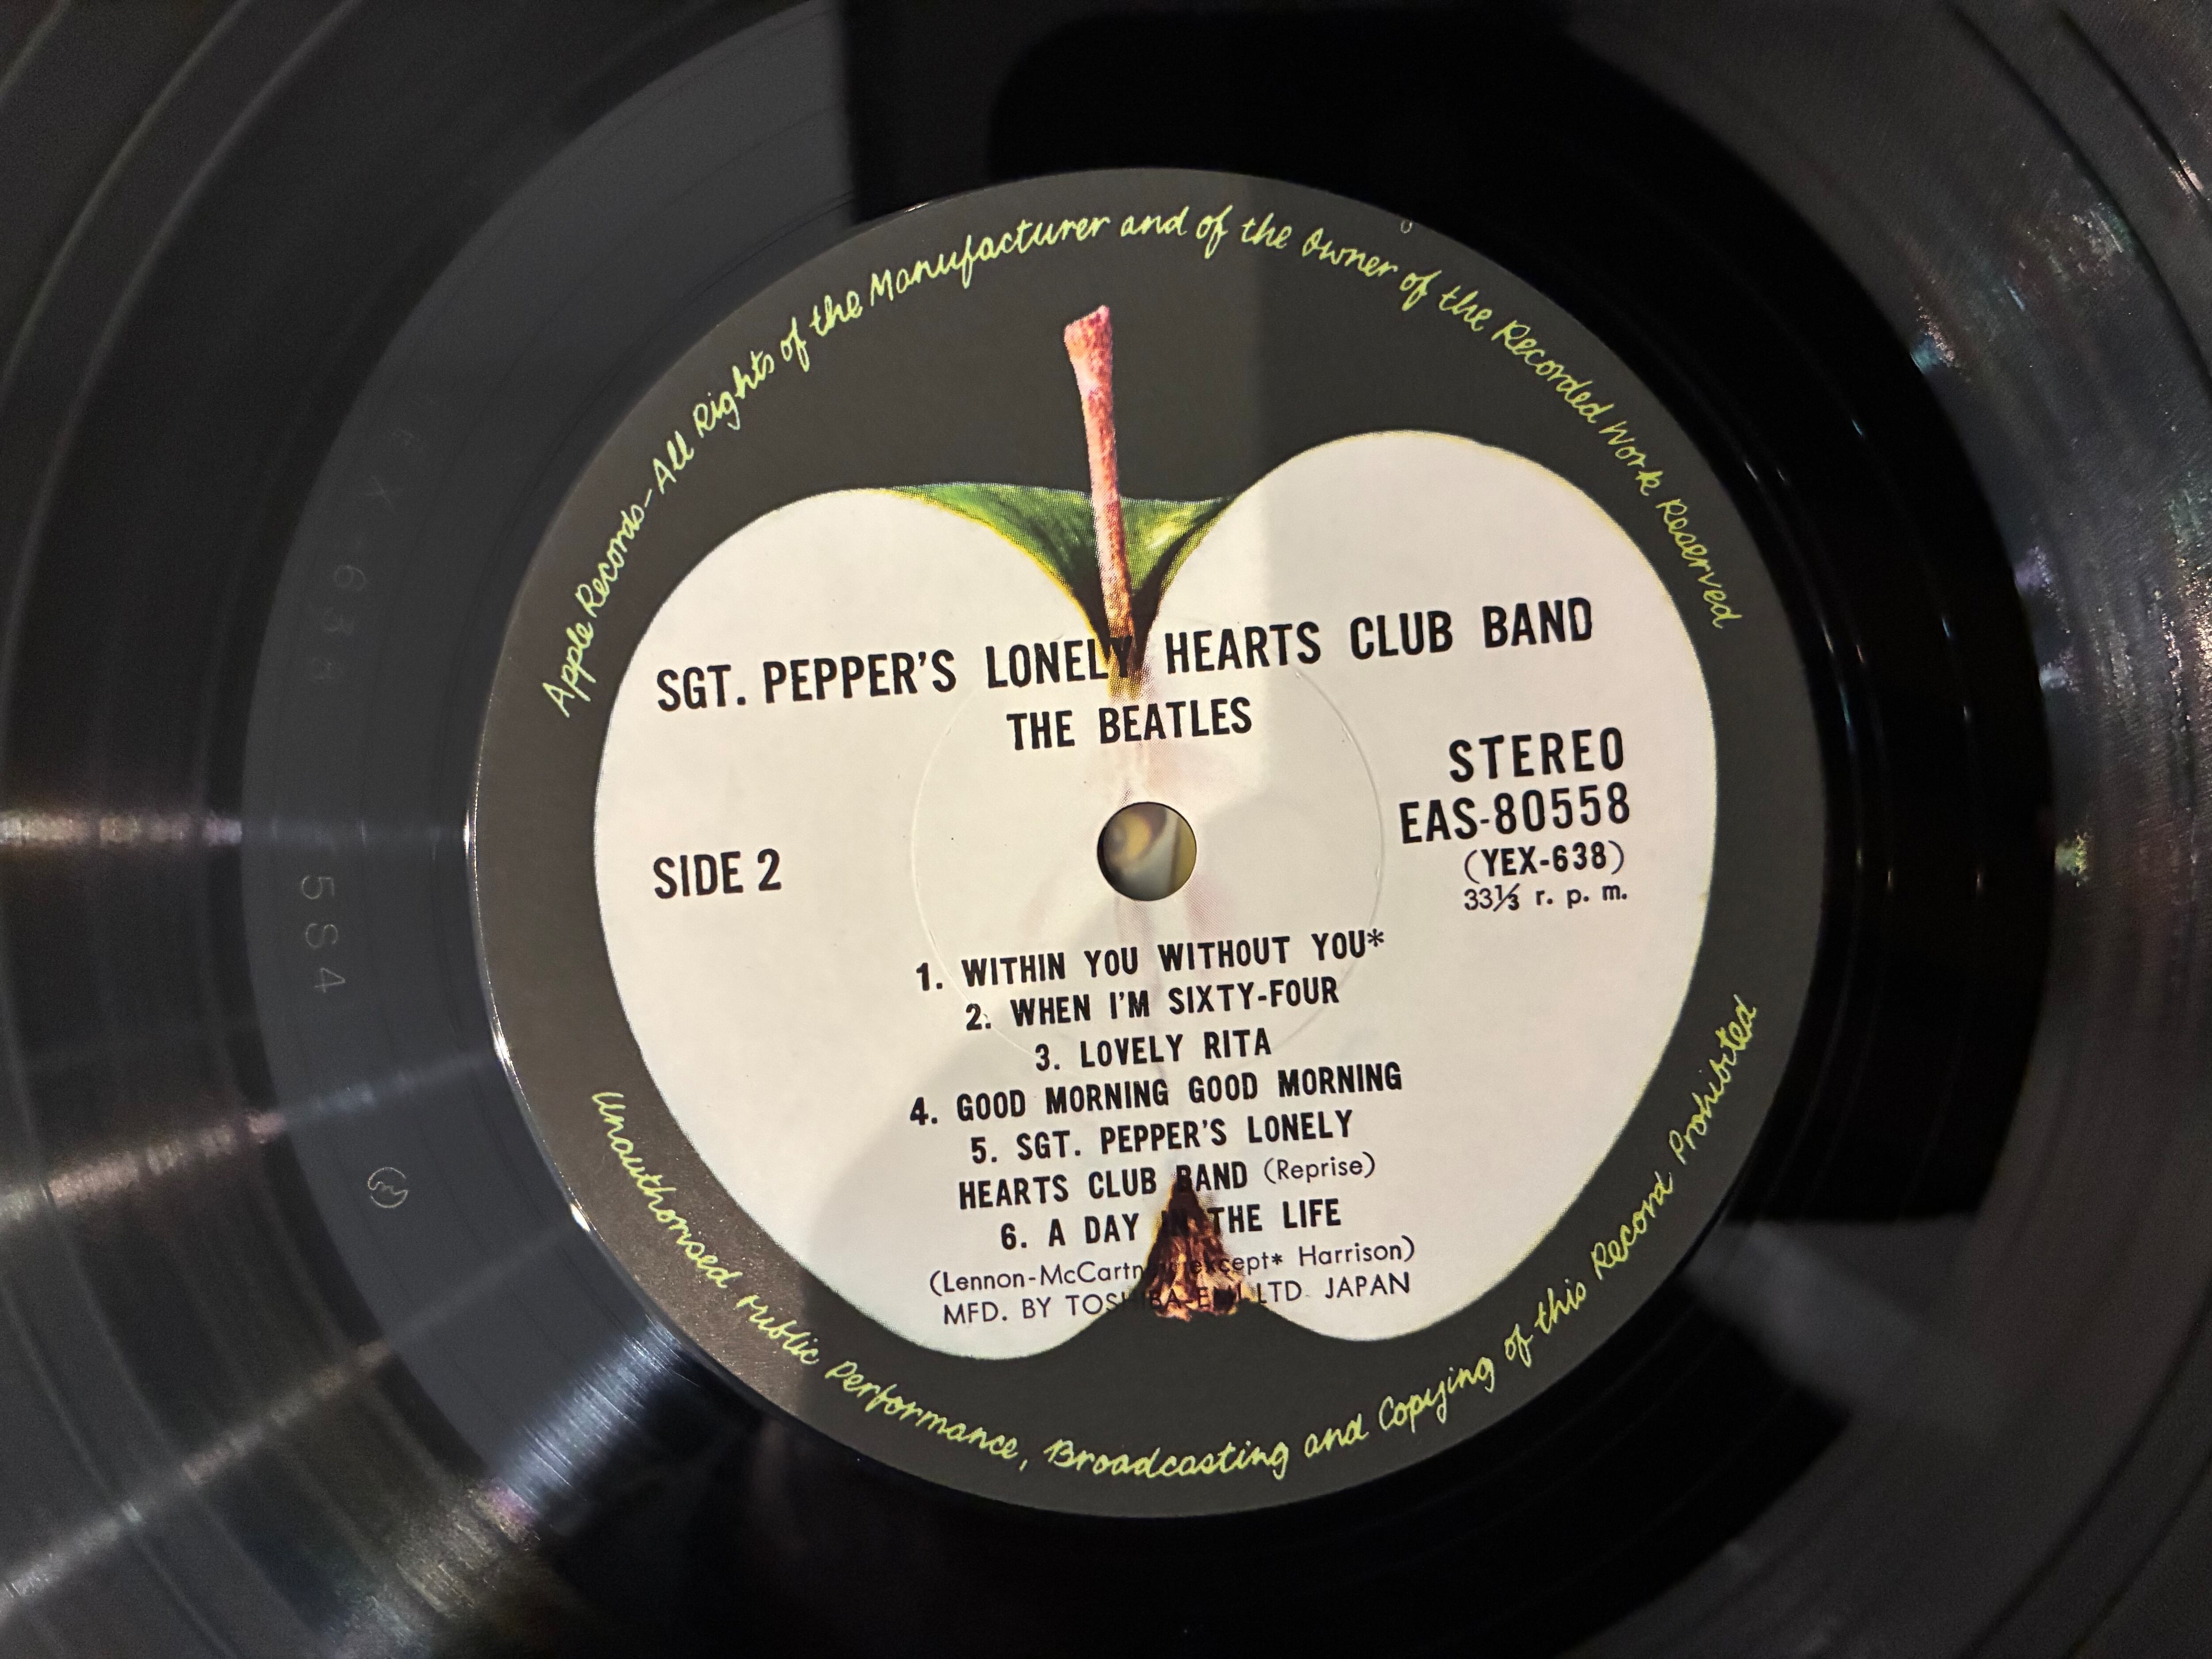 Apple Records-All Rights of the Manufacturer and of the Owner of the Recorded Work Reserved
SGT. PEPPER'S LONELY HEARTS CLUB BAND
THE BEATLES
STEREO
EAS-80558
(YEX-638)
33⅓ r. p. m.
SIDE 2
1. WITHIN YOU WITHOUT YOU*
2. WHEN I'M SIXTY-FOUR
3. LOVELY RITA
4. GOOD MORNING GOOD MORNING
5. SGT. PEPPER'S LONELY
HEARTS CLUB BAND (Reprise)
6. A DAY IN THE LIFE
(Lennon-McCartney except* Harrison)
MFD. BY TOSHIBA-EMI LTD. JAPAN
Unauthorised Public Performance, Broadcasting and Copying of this Record Prohibited
5S4